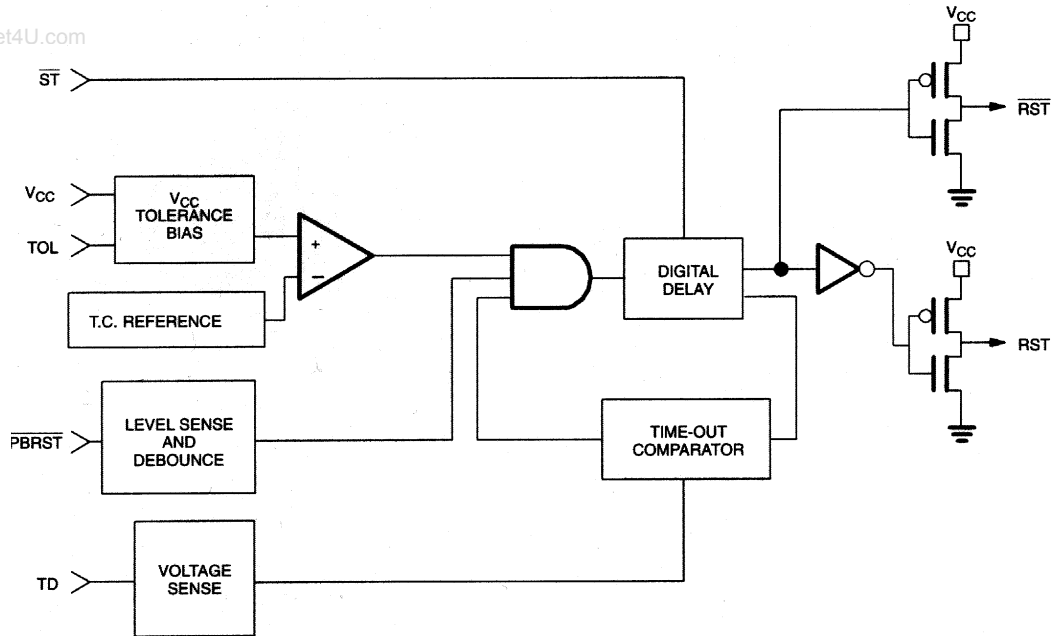 et4U.com
VCC
ST
RST
VCC
TOL
VCC
TOLERANCE
BIAS
+
−
T.C. REFERENCE
DIGITAL
DELAY
VCC
RST
PBRST
LEVEL SENSE
AND
DEBOUNCE
TIME-OUT
COMPARATOR
TD
VOLTAGE
SENSE